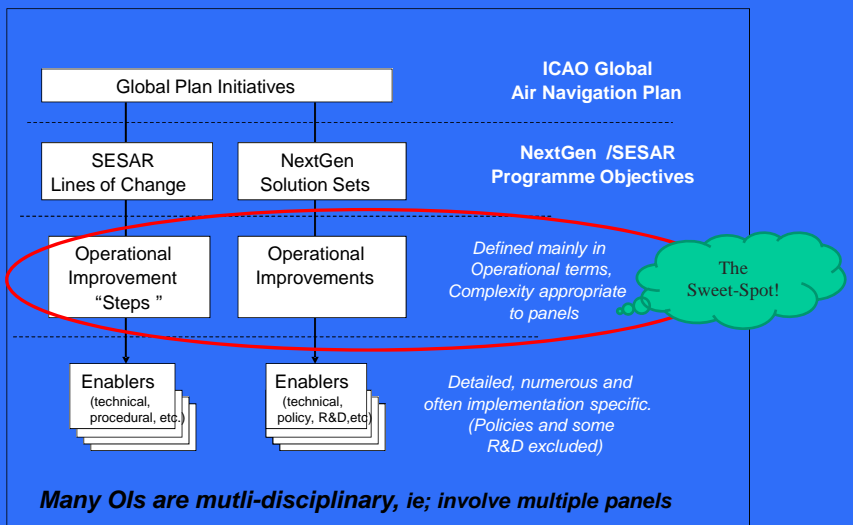 Global Plan Initiatives
ICAO Global
Air Navigation Plan
SESAR
Lines of Change
NextGen
Solution Sets
NextGen /SESAR
Programme Objectives
Operational
Improvement
“Steps ”
Operational
Improvements
Defined mainly in
Operational terms,
Complexity appropriate
to panels
The
Sweet-Spot!
Enablers
(technical,
procedural, etc.)
Enablers
(technical,
policy, R&D,etc)
Detailed, numerous and
often implementation specific.
(Policies and some
R&D excluded)
Many OIs are mutli-disciplinary, ie; involve multiple panels